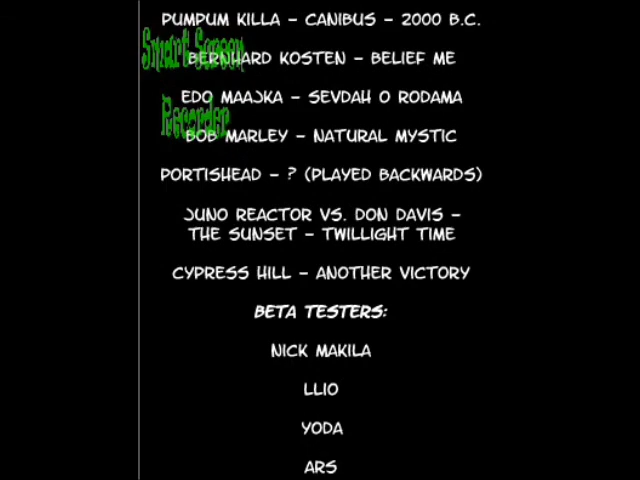 PUMPUM KILLA - CANIBUS - 2000 B.C.
Smart Screen
BERNHARD KOSTEN - BELIEF ME
EDO MAAJKA - SEVDAH O RODAMA
Recorder
BOB MARLEY - NATURAL MYSTIC
PORTISHEAD - ? (PLAYED BACKWARDS)
JUNO REACTOR VS. DON DAVIS -
THE SUNSET - TWILLIGHT TIME
CYPRESS HILL - ANOTHER VICTORY
BETA TESTERS:
NICK MAKILA
LLIO
YODA
ARS